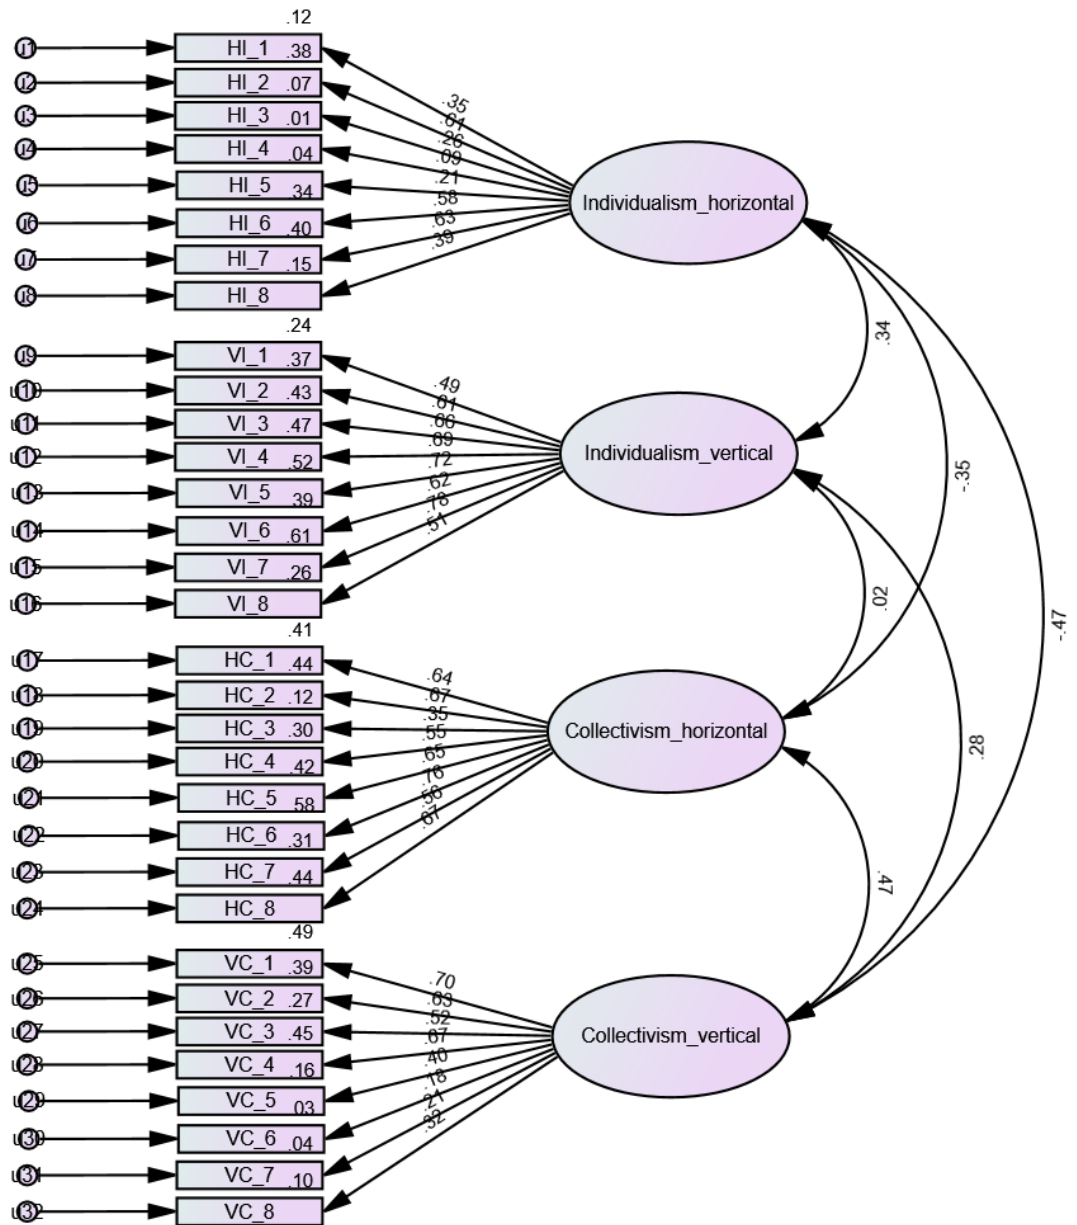 .12
u1 HI_1 .38
u2 HI_2 .07
u3 HI_3 .01
u4 HI_4 .04
u5 HI_5 .34
u6 HI_6 .40
u7 HI_7 .15
u8 HI_8
.35
.61
.26
.09
.21
.58
.63
.39
Individualism_horizontal
.24
u9 VI_1 .37
u10 VI_2 .43
u11 VI_3 .47
u12 VI_4 .52
u13 VI_5 .39
u14 VI_6 .61
u15 VI_7 .26
u16 VI_8
.49
.61
.66
.69
.72
.62
.78
.51
Individualism_vertical
.41
u17 HC_1 .44
u18 HC_2 .12
u19 HC_3 .30
u20 HC_4 .42
u21 HC_5 .58
u22 HC_6 .31
u23 HC_7 .44
u24 HC_8
.64
.67
.35
.55
.65
.76
.56
.67
Collectivism_horizontal
.49
u25 VC_1 .39
u26 VC_2 .27
u27 VC_3 .45
u28 VC_4 .16
u29 VC_5 .03
u30 VC_6 .04
u31 VC_7 .10
u32 VC_8
.70
.63
.52
.67
.40
.18
.21
.32
Collectivism_vertical
.34
-.35
.02
-.47
.28
.47